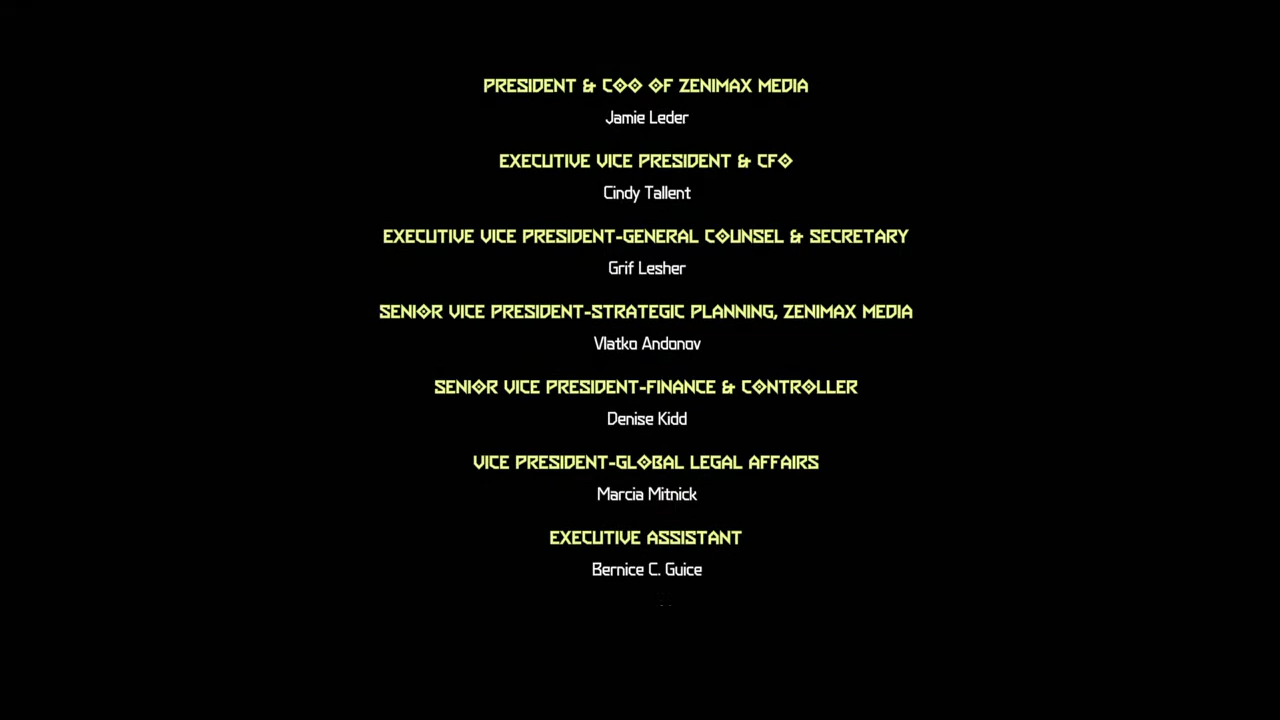 PRESIDENT & COO OF ZENIMAX MEDIA
Jamie Leder
EXECUTIVE VICE PRESIDENT & CFO
Cindy Tallent
EXECUTIVE VICE PRESIDENT-GENERAL COUNSEL & SECRETARY
Grif Lesher
SENIOR VICE PRESIDENT-STRATEGIC PLANNING, ZENIMAX MEDIA
Vlatko Andonov
SENIOR VICE PRESIDENT-FINANCE & CONTROLLER
Denise Kidd
VICE PRESIDENT-GLOBAL LEGAL AFFAIRS
Marcia Mitnick
EXECUTIVE ASSISTANT
Bernice C. Guice